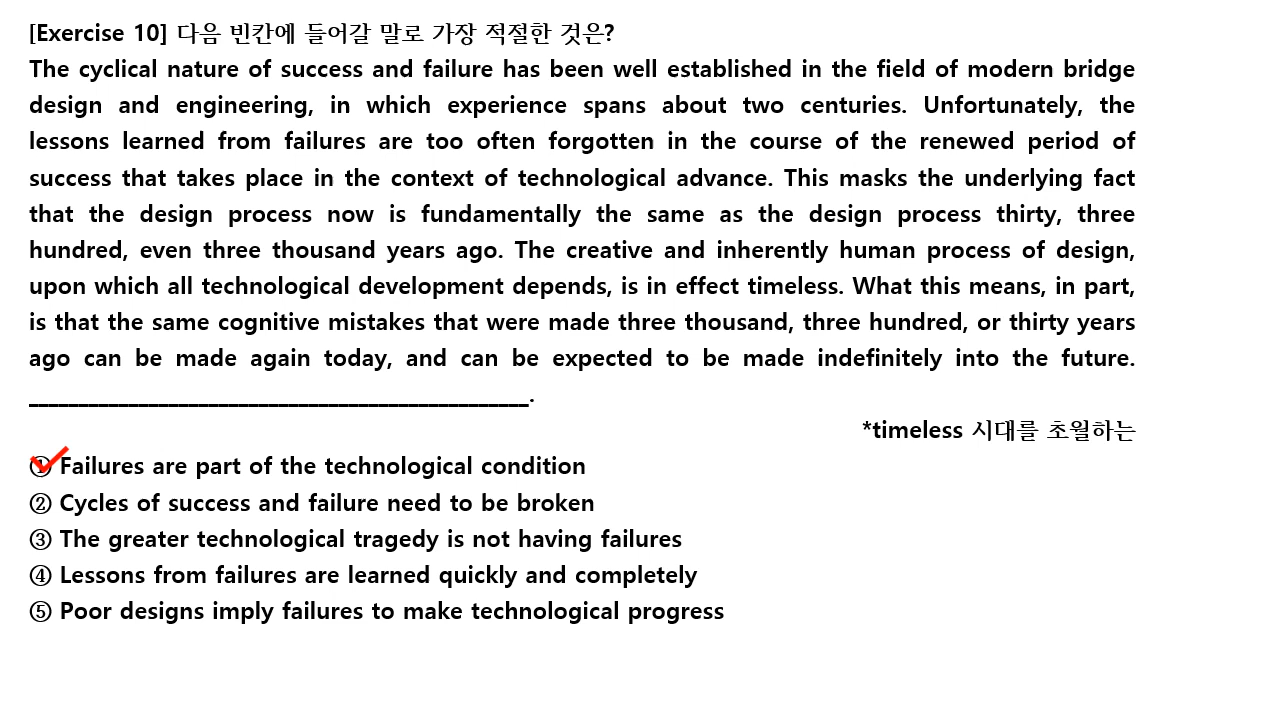 [Exercise 10] 다음 빈칸에 들어갈 말로 가장 적절한 것은?
The cyclical nature of success and failure has been well established in the field of modern bridge
design and engineering, in which experience spans about two centuries. Unfortunately, the
lessons learned from failures are too often forgotten in the course of the renewed period of
success that takes place in the context of technological advance. This masks the underlying fact
that the design process now is fundamentally the same as the design process thirty, three
hundred, even three thousand years ago. The creative and inherently human process of design,
upon which all technological development depends, is in effect timeless. What this means, in part,
is that the same cognitive mistakes that were made three thousand, three hundred, or thirty years
ago can be made again today, and can be expected to be made indefinitely into the future.
__________________________________________________.
*timeless 시대를 초월하는
① Failures are part of the technological condition
② Cycles of success and failure need to be broken
③ The greater technological tragedy is not having failures
④ Lessons from failures are learned quickly and completely
⑤ Poor designs imply failures to make technological progress